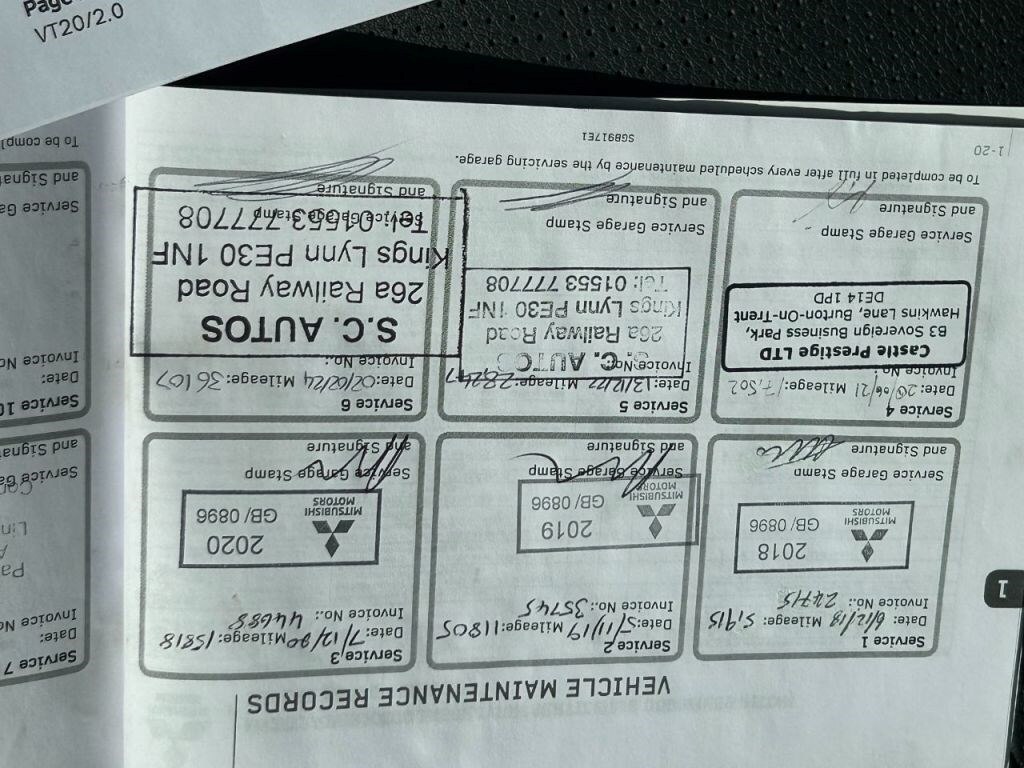 VEHICLE MAINTENANCE RECORDS
1
Service 1
Date: 6/12/18 Mileage: 5,915
Invoice No.: 24715
2018
GB/ 0896
MITSUBISHI
MOTORS
Service Garage Stamp
and Signature
Service 2
Date: 5/11/19 Mileage: 11805
Invoice No.: 35745
2019
GB/ 0896
MITSUBISHI
MOTORS
Service Garage Stamp
and Signature
Service 3
Date: 7/12/20 Mileage: 15818
Invoice No.: 44688
2020
GB/ 0896
MITSUBISHI
MOTORS
Service Garage Stamp
and Signature
Service 4
Date: 20/06/21 Mileage 17,502
Invoice No.:
Castle Prestige LTD
B3 Sovereign Business Park,
Hawkins Lane, Burton-On-Trent
DE14 1PD
Service Garage Stamp
and Signature
Service 5
Date: 13/12/22 Mileage: 28247
Invoice No.:
S.C. AUTOS
26a Railway Road
Kings Lynn PE30 1NF
Tel: 01553 777708
Service Garage Stamp
and Signature
Service 6
Date: 02/02/24 Mileage: 36107
Invoice No.:
S.C. AUTOS
26a Railway Road
Kings Lynn PE30 1NF
Tel: 01553 777708
Service Garage Stamp
and Signature
To be completed in full after every scheduled maintenance by the servicing garage.
1-20
SGB917E1
Service 7
Date:
Invoice No
Pa
Lin
Service Ga
and Signat
Service 10
Date:
Invoice No
Service Ga
and Signat
To be compl
Page
VT20/2.0